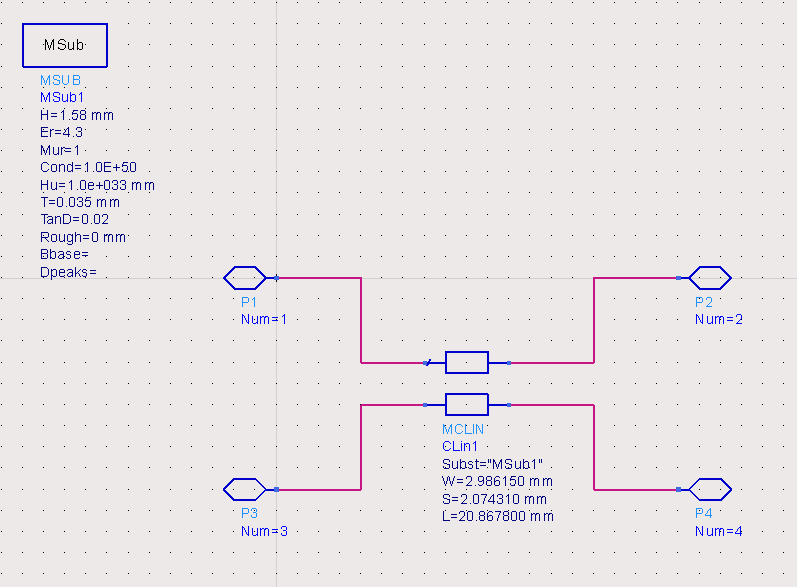 MSub
MSUB
MSub1
H=1.58 mm
Er=4.3
Mur=1
Cond=1.0E+50
Hu=1.0e+033 mm
T=0.035 mm
TanD=0.02
Rough=0 mm
Bbase=
Dpeaks=
P1
Num=1
P2
Num=2
MCLIN
CLin1
Subst="MSub1"
W=2.986150 mm
S=2.074310 mm
L=20.867800 mm
P3
Num=3
P4
Num=4